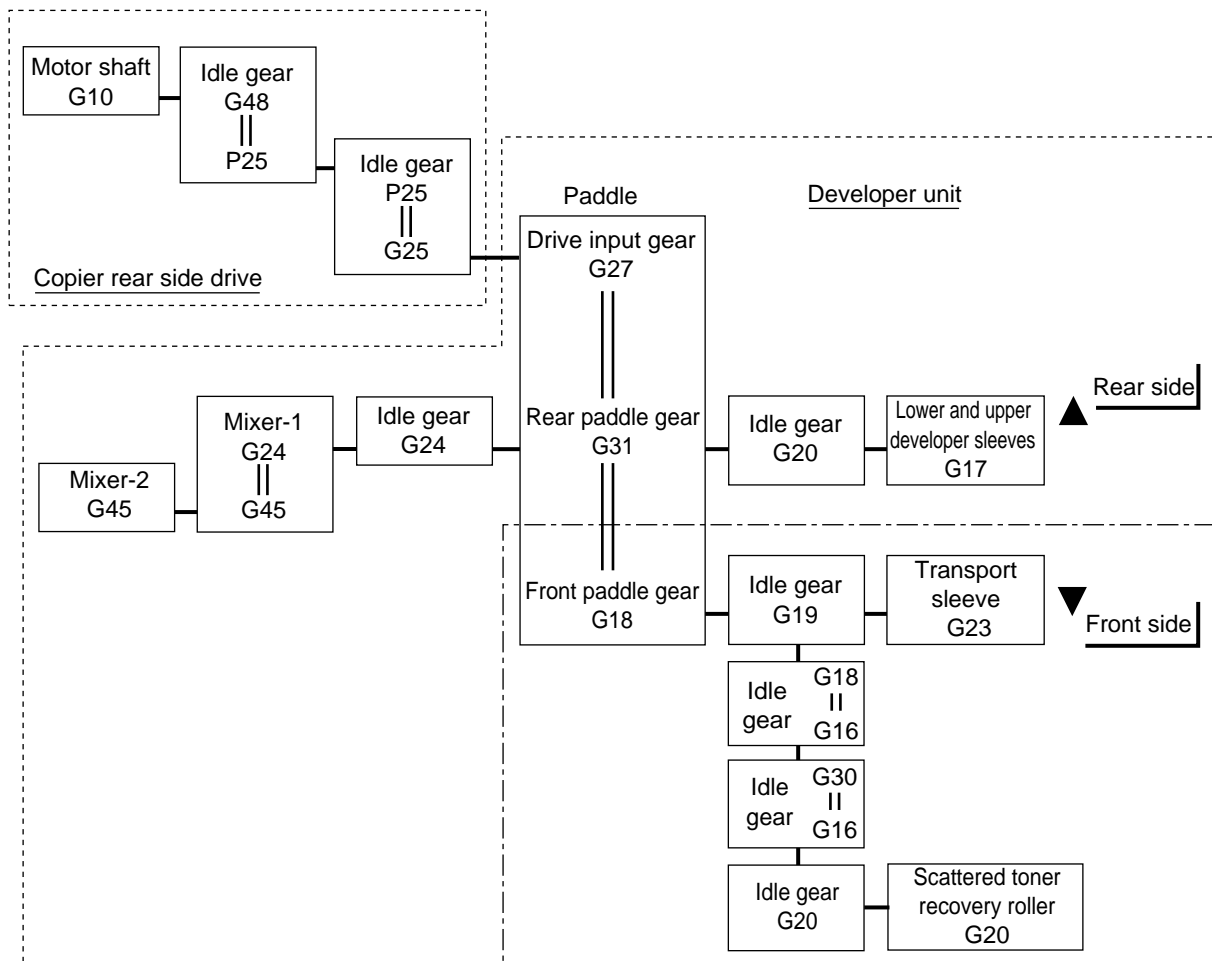 Motor shaft
G10
Idle gear
G48
P25
Idle gear
P25
G25
Copier rear side drive
Paddle
Developer unit
Drive input gear
G27
Rear paddle gear
G31
Front paddle gear
G18
Mixer-2
G45
Mixer-1
G24
G45
Idle gear
G24
Idle gear
G20
Lower and upper
developer sleeves
G17
Rear side
Idle gear
G19
Transport
sleeve
G23
Front side
Idle
gear
G18
G16
Idle
gear
G30
G16
Idle gear
G20
Scattered toner
recovery roller
G20